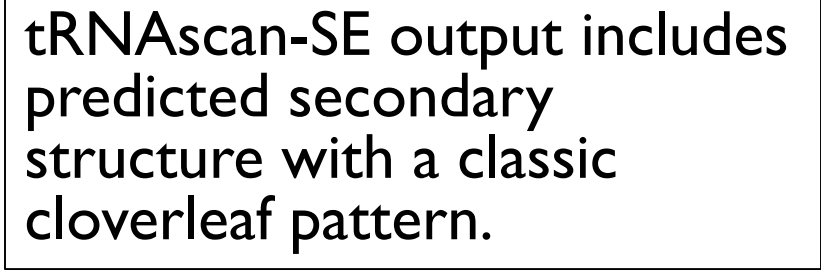 tRNAscan-SE output includes
predicted secondary
structure with a classic
cloverleaf pattern.